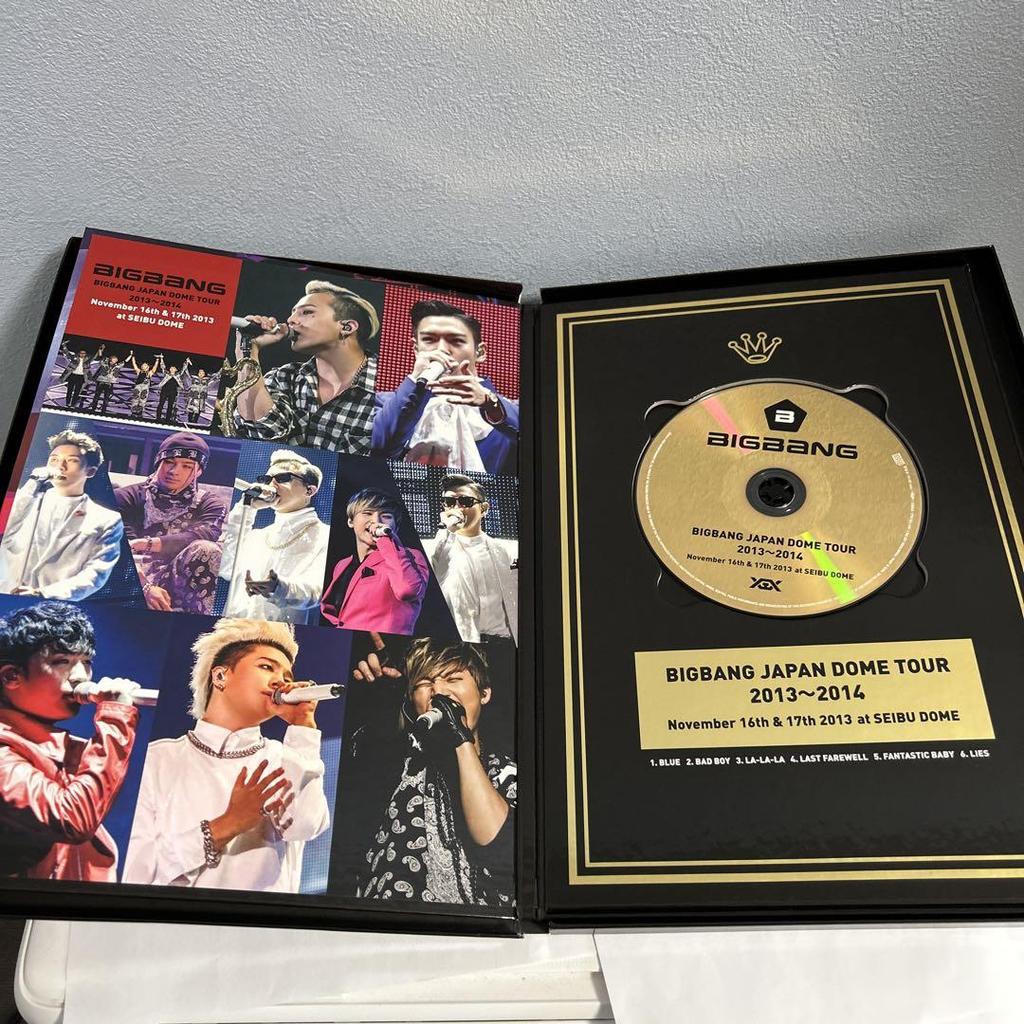 BIGBANG
BIGBANG JAPAN DOME TOUR
2013～2014
November 16th & 17th 2013
at SEIBU DOME
B
BIGBANG
BIGBANG JAPAN DOME TOUR
2013～2014
November 16th & 17th 2013 at SEIBU DOME
YGEX
BIGBANG JAPAN DOME TOUR
2013～2014
November 16th & 17th 2013 at SEIBU DOME
1. BLUE 2. BAD BOY 3. LA-LA-LA 4. LAST FAREWELL 5. FANTASTIC BABY 6. LIES